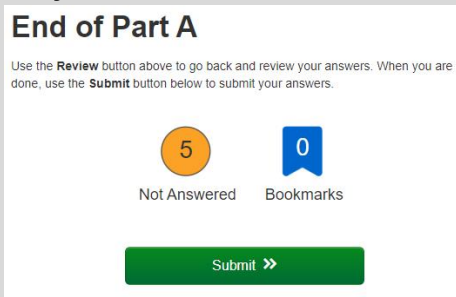 End of Part A
Use the Review button above to go back and review your answers. When you are
done, use the Submit button below to submit your answers.
5
0
Not Answered
Bookmarks
Submit »